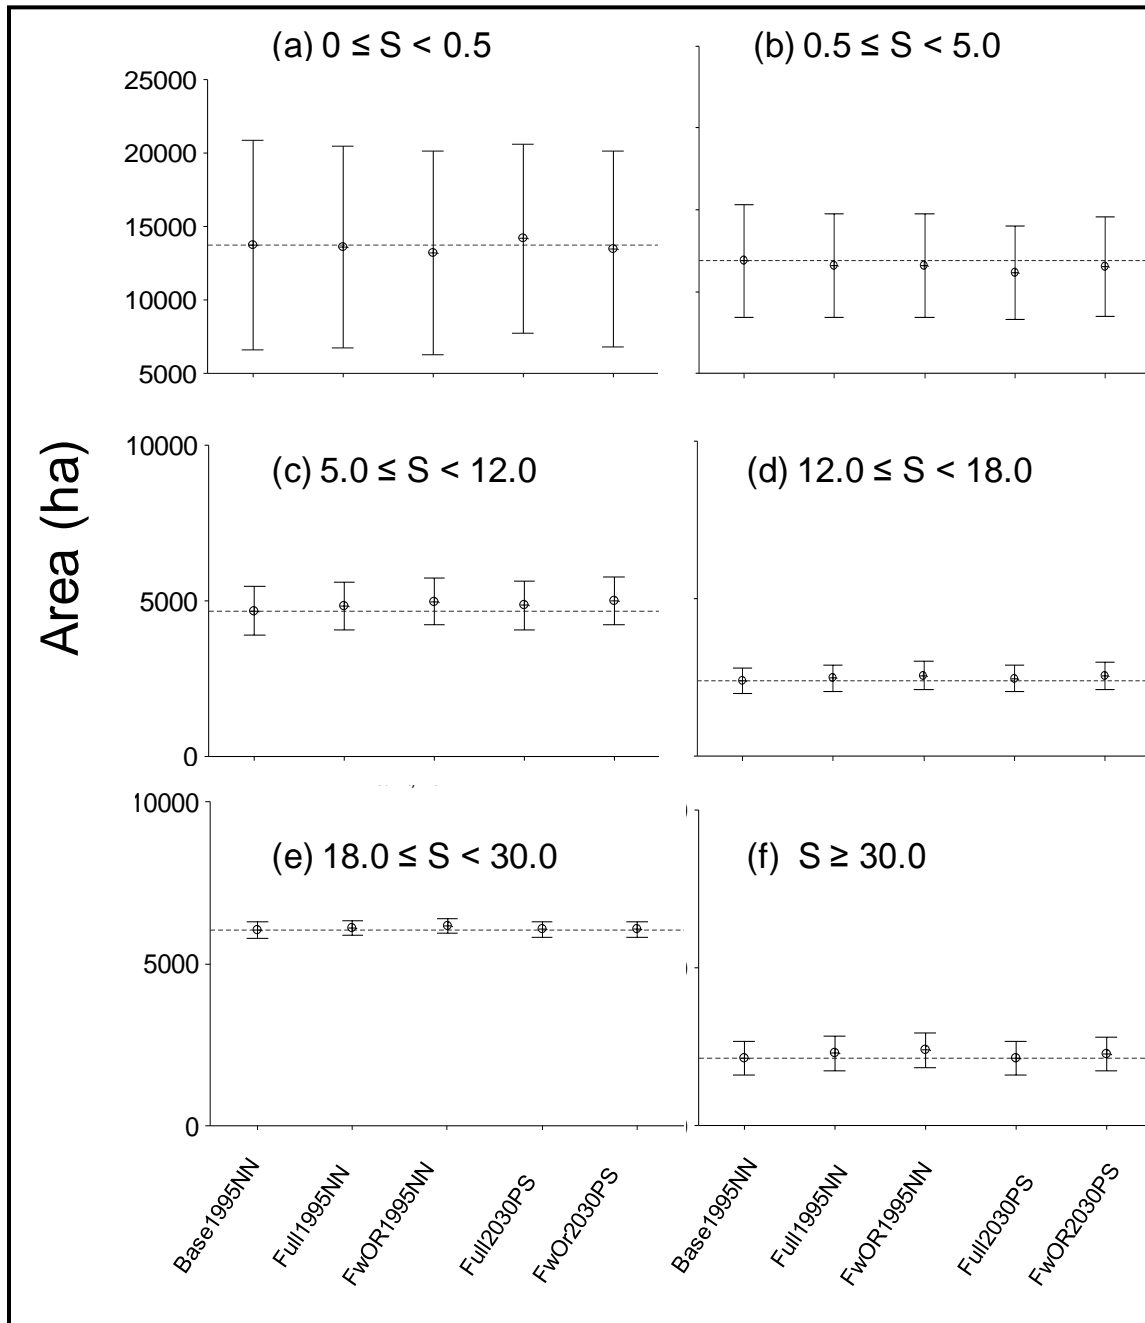 (a) 0 ≤ S < 0.5
(b) 0.5 ≤ S < 5.0
25000
20000
15000
10000
5000
Area (ha)
(c) 5.0 ≤ S < 12.0
(d) 12.0 ≤ S < 18.0
10000
5000
0
(e) 18.0 ≤ S < 30.0
(f) S ≥ 30.0
10000
5000
0
Base1995NN
Full1995NN
FwOR1995NN
Full2030PS
FwOr2030PS
Base1995NN
Full1995NN
FwOR1995NN
Full2030PS
FwOR2030PS